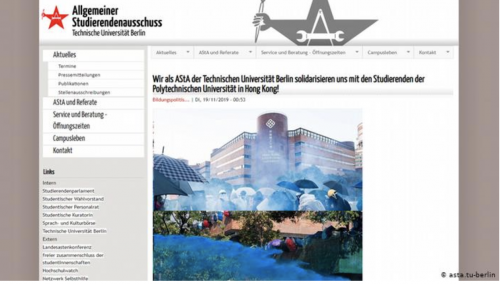 Allgemeiner
Studierendenausschuss
Technische Universität Berlin
Aktuelles
AStA und Referate
Service und Beratung - Öffnungszeiten
Campusleben
Kontakt
Aktuelles
Termine
Pressemitteilungen
Publikationen
Stellenausschreibungen
AStA und Referate
Service und Beratung -
Öffnungszeiten
Campusleben
Kontakt
Links
Intern
Studierendenparlament
Studentischer Wahlvorstand
Studentischer Personalrat
Studentische Kuratorin
Sprach- und Kulturbörse
Technische Universität Berlin
Extern
Landesastenkonferenz
freier zusammenschluss der
studentInnenschaften
Hochschulwatch
Netzwerk Selbsthilfe
Wir als AStA der Technischen Universität Berlin solidarisieren uns mit den Studierenden der
Polytechnischen Universität in Hong Kong!
Bildungspolitis... | Di, 19/11/2019 - 00:53
© asta.tu-berlin